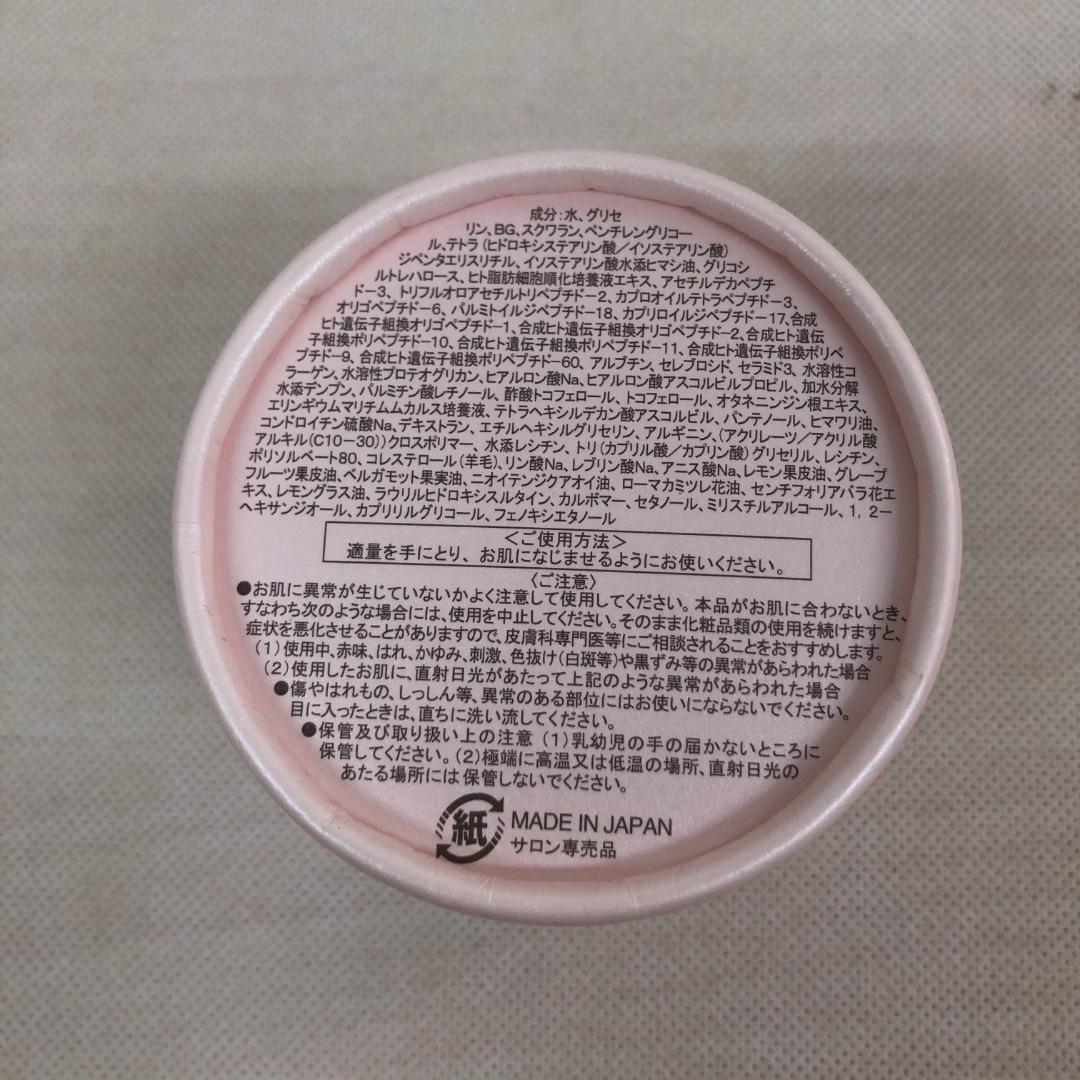 成分：水、グリセ
リン、BG、スクワラン、ペンチレングリコー
ル、テトラ（ヒドロキシステアリン酸／イソステアリン酸）
ジペンタエリスリチル、イソステアリン酸水添ヒマシ油、グリコシ
ルトレハロース、ヒト脂肪細胞順化培養液エキス、アセチルデカペプチ
ド−3、トリフルオロアセチルトリペプチド−2、カプロオイルテトラペプチド−3、
オリゴペプチド−6、パルミトイルジペプチド−18、カプリロイルジペプチド−17、合成
ヒト遺伝子組換オリゴペプチド−1、合成ヒト遺伝子組換オリゴペプチド−2、合成ヒト遺伝
子組換ポリペプチド−10、合成ヒト遺伝子組換ポリペプチド−11、合成ヒト遺伝子組換ポリペ
プチド−9、合成ヒト遺伝子組換ポリペプチド−60、アルブチン、セレブロシド、セラミド3、水溶性コ
ラーゲン、水溶性プロテオグリカン、ヒアルロン酸Na、ヒアルロン酸アスコルビルプロピル、加水分解
水添デンプン、パルミチン酸レチノール、酢酸トコフェロール、トコフェロール、オタネニンジン根エキス、
エリンギウムマリチムムカルス培養液、テトラヘキシルデカン酸アスコルビル、パンテノール、ヒマワリ油、
コンドロイチン硫酸Na、デキストラン、エチルヘキシルグリセリン、アルギニン、（アクリレーツ／アクリル酸
アルキル（C10−30））クロスポリマー、水添レシチン、トリ（カプリル酸／カプリン酸）グリセリル、レシチン、
ポリソルベート80、コレステロール（羊毛）、リン酸Na、レブリン酸Na、アニス酸Na、レモン果皮油、グレープ
フルーツ果皮油、ベルガモット果実油、ニオイテンジクアオイ油、ローマカミツレ花油、センチフォリアバラ花エ
キス、レモングラス油、ラウリルヒドロキシスルタイン、カルボマー、セタノール、ミリスチルアルコール、1，2−
ヘキサンジオール、カプリリルグリコール、フェノキシエタノール
＜ご使用方法＞
適量を手にとり、お肌になじませるようにお使いください。
〈ご注意〉
●お肌に異常が生じていないかよく注意して使用してください。本品がお肌に合わないとき、
すなわち次のような場合には、使用を中止してください。そのまま化粧品類の使用を続けますと、
症状を悪化させることがありますので、皮膚科専門医等にご相談されることをおすすめします。
（1）使用中、赤味、はれ、かゆみ、刺激、色抜け（白斑等）や黒ずみ等の異常があらわれた場合
（2）使用したお肌に、直射日光があたって上記のような異常があらわれた場合
●傷やはれもの、しっしん等、異常のある部位にはお使いにならないでください。
目に入ったときは、直ちに洗い流してください。
●保管及び取り扱い上の注意（1）乳幼児の手の届かないところに
保管してください。（2）極端に高温又は低温の場所、直射日光の
あたる場所には保管しないでください。
紙 MADE IN JAPAN
サロン専売品